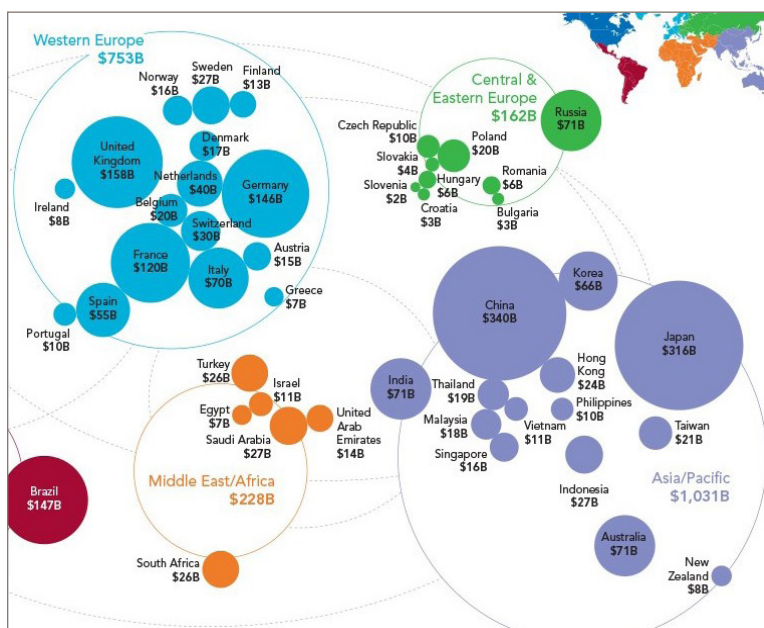 Western Europe
$753B
Norway
$16B
Sweden
$27B
Finland
$13B
United
Kingdom
$158B
Denmark
$17B
Netherlands
$40B
Germany
$146B
Ireland
$8B
Belgium
$20B
Switzerland
$30B
France
$120B
Italy
$70B
Austria
$15B
Spain
$55B
Greece
$7B
Portugal
$10B
Central &
Eastern Europe
$162B
Russia
$71B
Czech Republic
$10B
Poland
$20B
Slovakia
$4B
Hungary
$6B
Slovenia
$2B
Croatia
$3B
Romania
$6B
Bulgaria
$3B
Turkey
$26B
Israel
$11B
Egypt
$7B
Saudi Arabia
$27B
United
Arab
Emirates
$14B
Middle East/Africa
$228B
South Africa
$26B
Brazil
$147B
China
$340B
Korea
$66B
Japan
$316B
India
$71B
Thailand
$19B
Hong
Kong
$24B
Malaysia
$18B
Vietnam
$11B
Philippines
$10B
Singapore
$16B
Taiwan
$21B
Indonesia
$27B
Asia/Pacific
$1,031B
Australia
$71B
New
Zealand
$8B